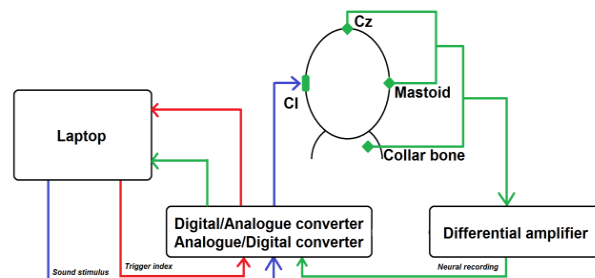 Cz
CI
Mastoid
Laptop
Collar bone
Digital/Analogue converter
Analogue/Digital converter
Differential amplifier
Sound stimulus
Trigger index
Neural recording